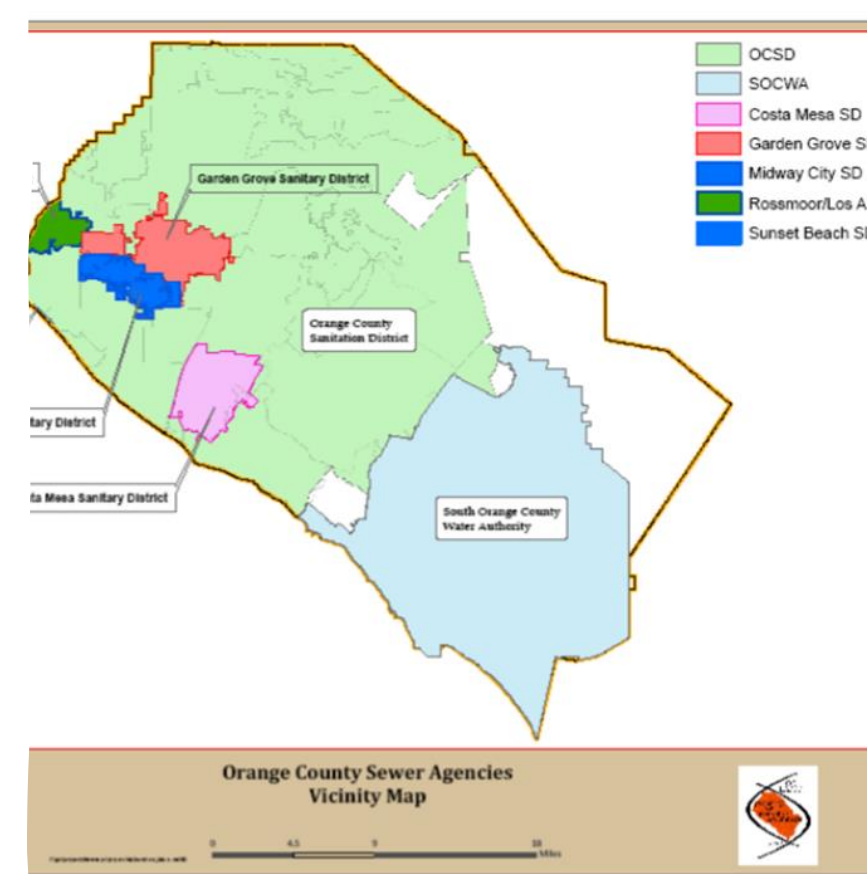 OCSD
SOCWA
Costa Mesa SD
Garden Grove S
Midway City SD
Rossmoor/Los A
Sunset Beach S
Garden Grove Sanitary District
Orange County
Sanitation District
tary District
ta Mesa Sanitary District
South Orange County
Water Authority
Orange County Sewer Agencies
Vicinity Map
0 4.5 9 18
Miles